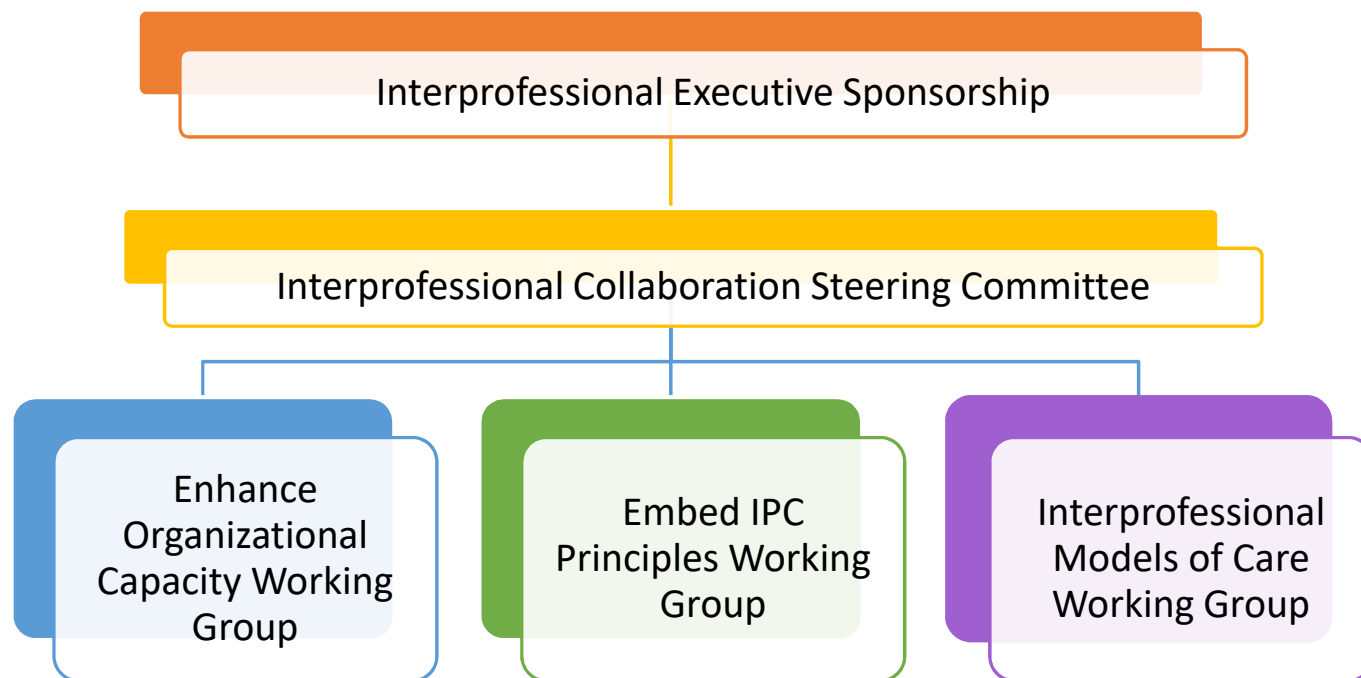 Interprofessional Executive Sponsorship
Interprofessional Collaboration Steering Committee
Enhance
Organizational
Capacity Working
Group
Embed IPC
Principles Working
Group
Interprofessional
Models of Care
Working Group